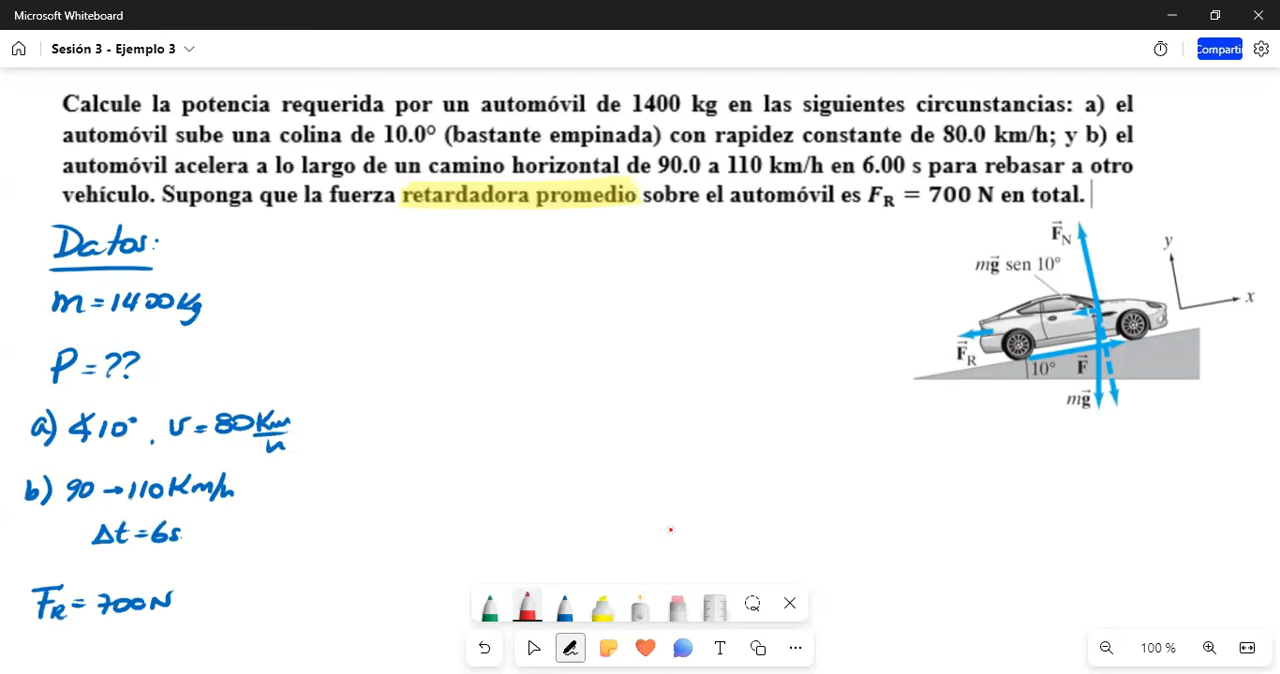 Microsoft Whiteboard
Sesión 3 - Ejemplo 3
Compartir
Calcule la potencia requerida por un automóvil de 1400 kg en las siguientes circunstancias: a) el
automóvil sube una colina de 10.0° (bastante empinada) con rapidez constante de 80.0 km/h; y b) el
automóvil acelera a lo largo de un camino horizontal de 90.0 a 110 km/h en 6.00 s para rebasar a otro
vehículo. Suponga que la fuerza retardadora promedio sobre el automóvil es F_R = 700 N en total.
Datos:
m = 1400 kg
P = ??
a) ∡ 10°, v = 80 Km/h
b) 90 → 110 Km/h
Δt = 6s
F_R = 700 N
F⃗_N
mg⃗ sen 10°
y
x
F⃗_R
10°
F⃗
mg⃗
T
100 %